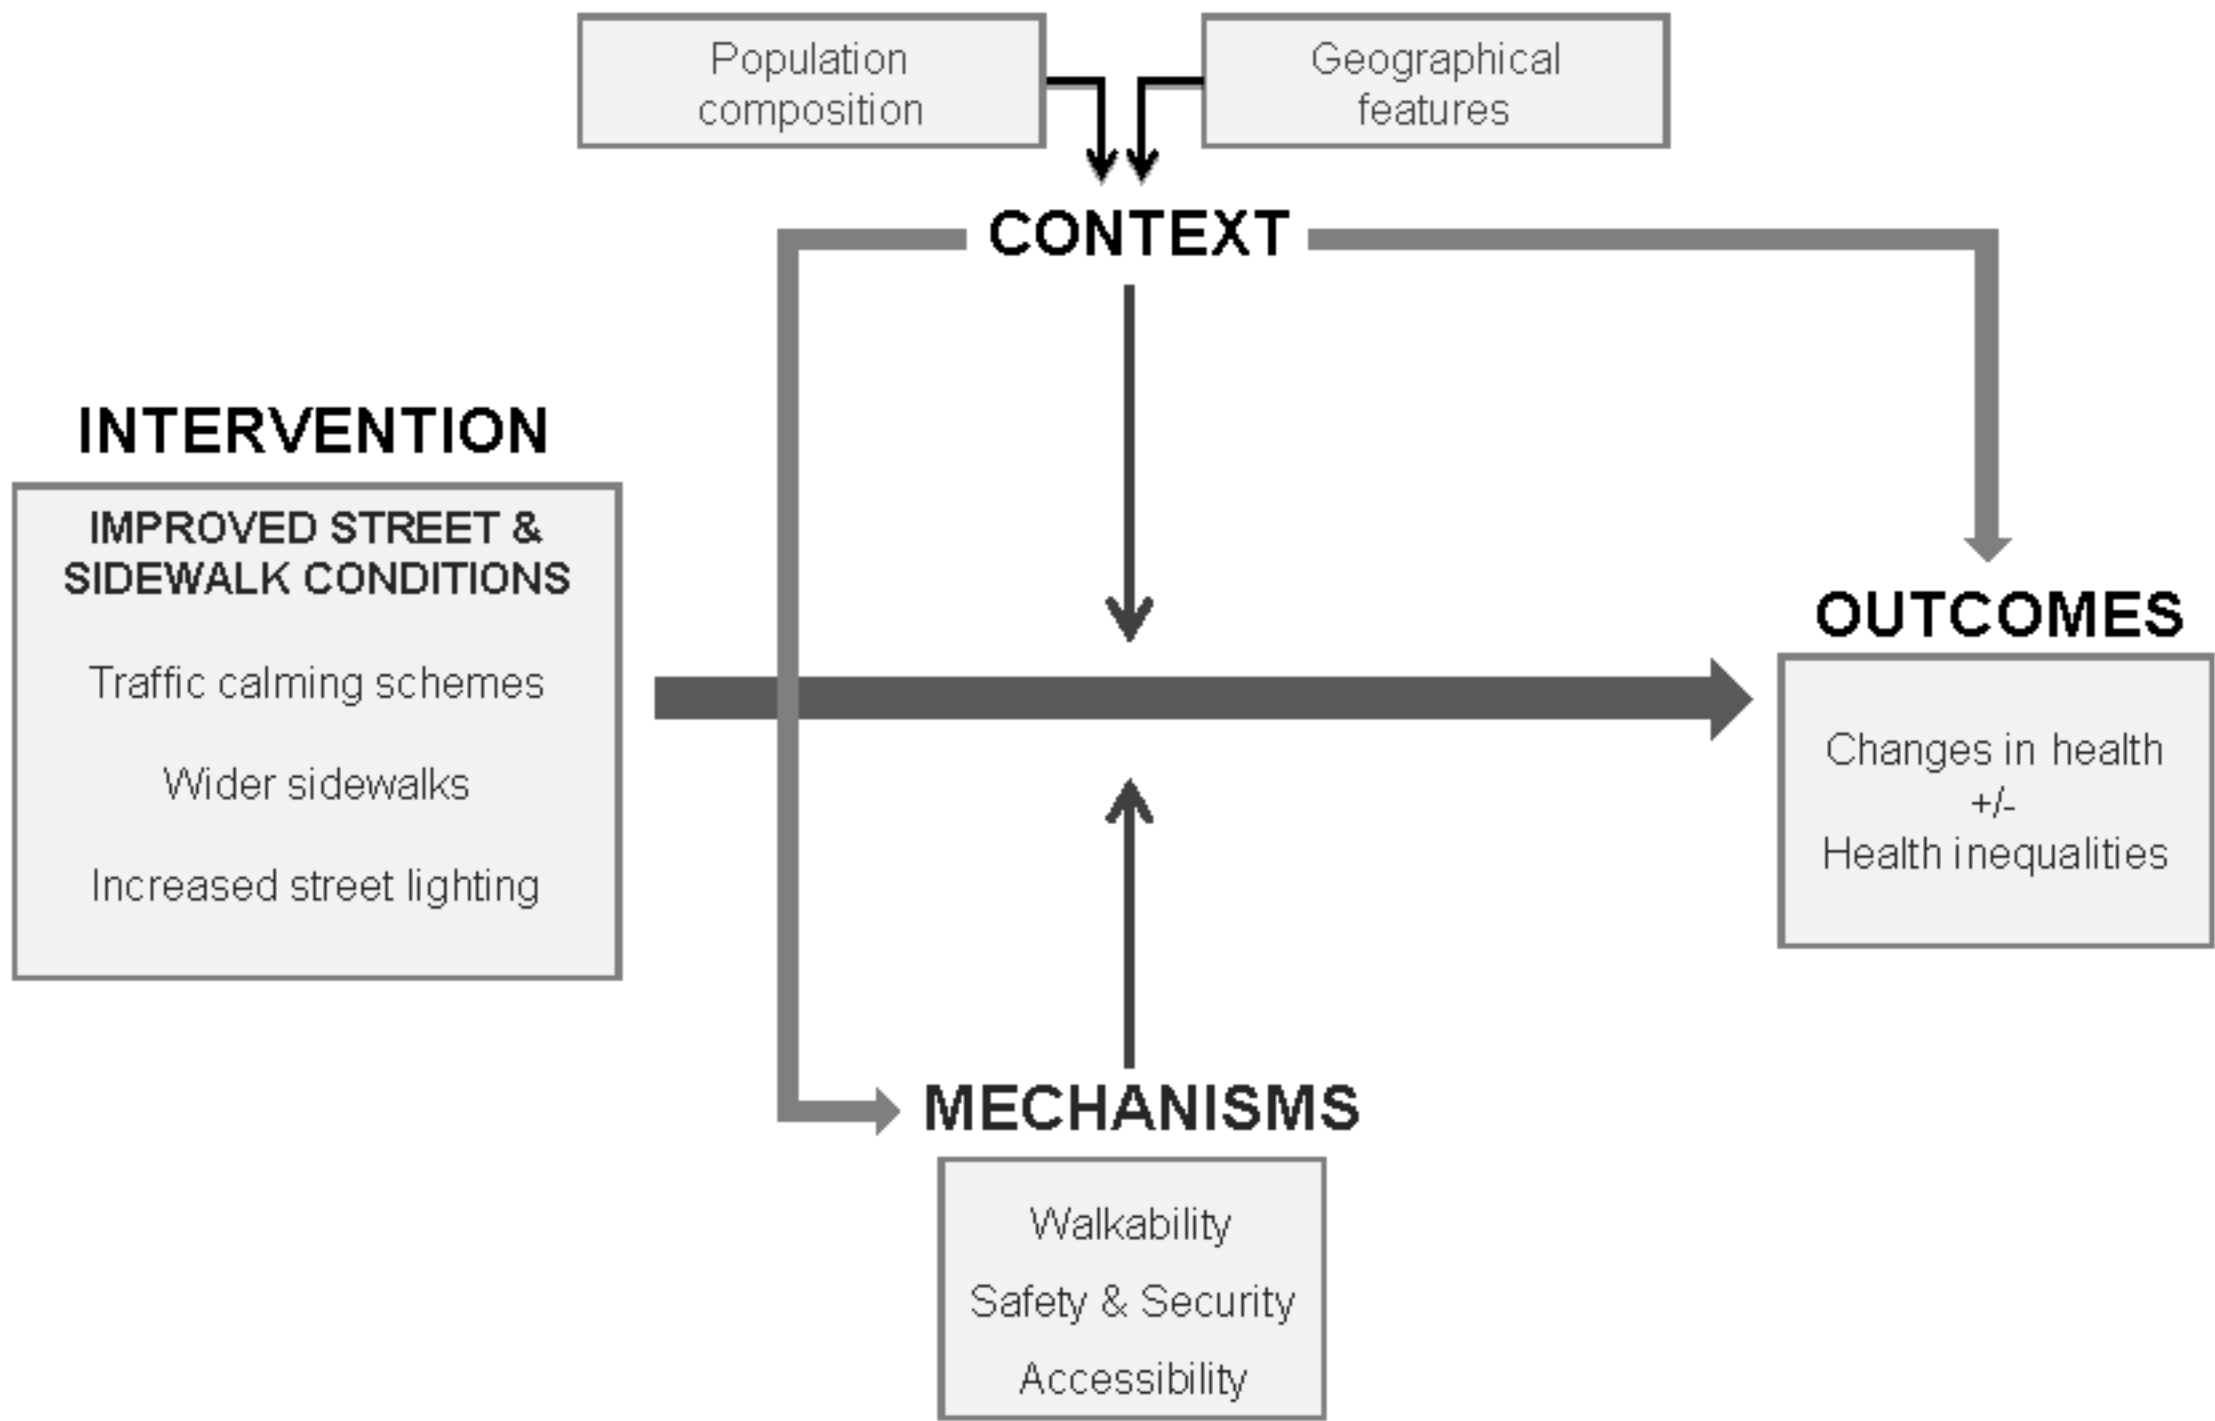 Population
composition
Geographical
features
CONTEXT
INTERVENTION
IMPROVED STREET &
SIDEWALK CONDITIONS
Traffic calming schemes
Wider sidewalks
Increased street lighting
OUTCOMES
Changes in health
+/-
Health inequalities
MECHANISMS
Walkability
Safety & Security
Accessibility